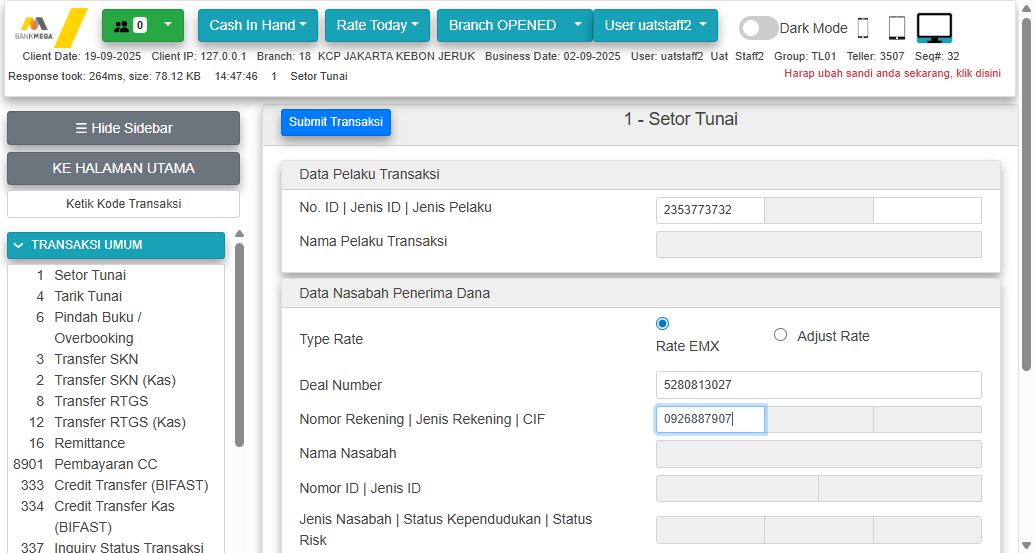 BANK MEGA
0
Cash In Hand
Rate Today
Branch OPENED
User uatstaff2
Dark Mode
Client Date: 19-09-2025 Client IP: 127.0.0.1 Branch: 18 KCP JAKARTA KEBON JERUK Business Date: 02-09-2025 User: uatstaff2 Uat Staff2 Group: TL01 Teller: 3507 Seq#: 32
Response took: 264ms, size: 78.12 KB 14:47:46 1 Setor Tunai
Harap ubah sandi anda sekarang, klik disini
☰ Hide Sidebar
KE HALAMAN UTAMA
Ketik Kode Transaksi
TRANSAKSI UMUM
1 Setor Tunai
4 Tarik Tunai
6 Pindah Buku /
Overbooking
3 Transfer SKN
2 Transfer SKN (Kas)
8 Transfer RTGS
12 Transfer RTGS (Kas)
16 Remittance
8901 Pembayaran CC
333 Credit Transfer (BIFAST)
334 Credit Transfer Kas
(BIFAST)
337 Inquiry Status Transaksi
Submit Transaksi
1 - Setor Tunai
Data Pelaku Transaksi
No. ID | Jenis ID | Jenis Pelaku
2353773732
Nama Pelaku Transaksi
Data Nasabah Penerima Dana
Type Rate
Rate EMX
Adjust Rate
Deal Number
5280813027
Nomor Rekening | Jenis Rekening | CIF
0926887907
Nama Nasabah
Nomor ID | Jenis ID
Jenis Nasabah | Status Kependudukan | Status
Risk